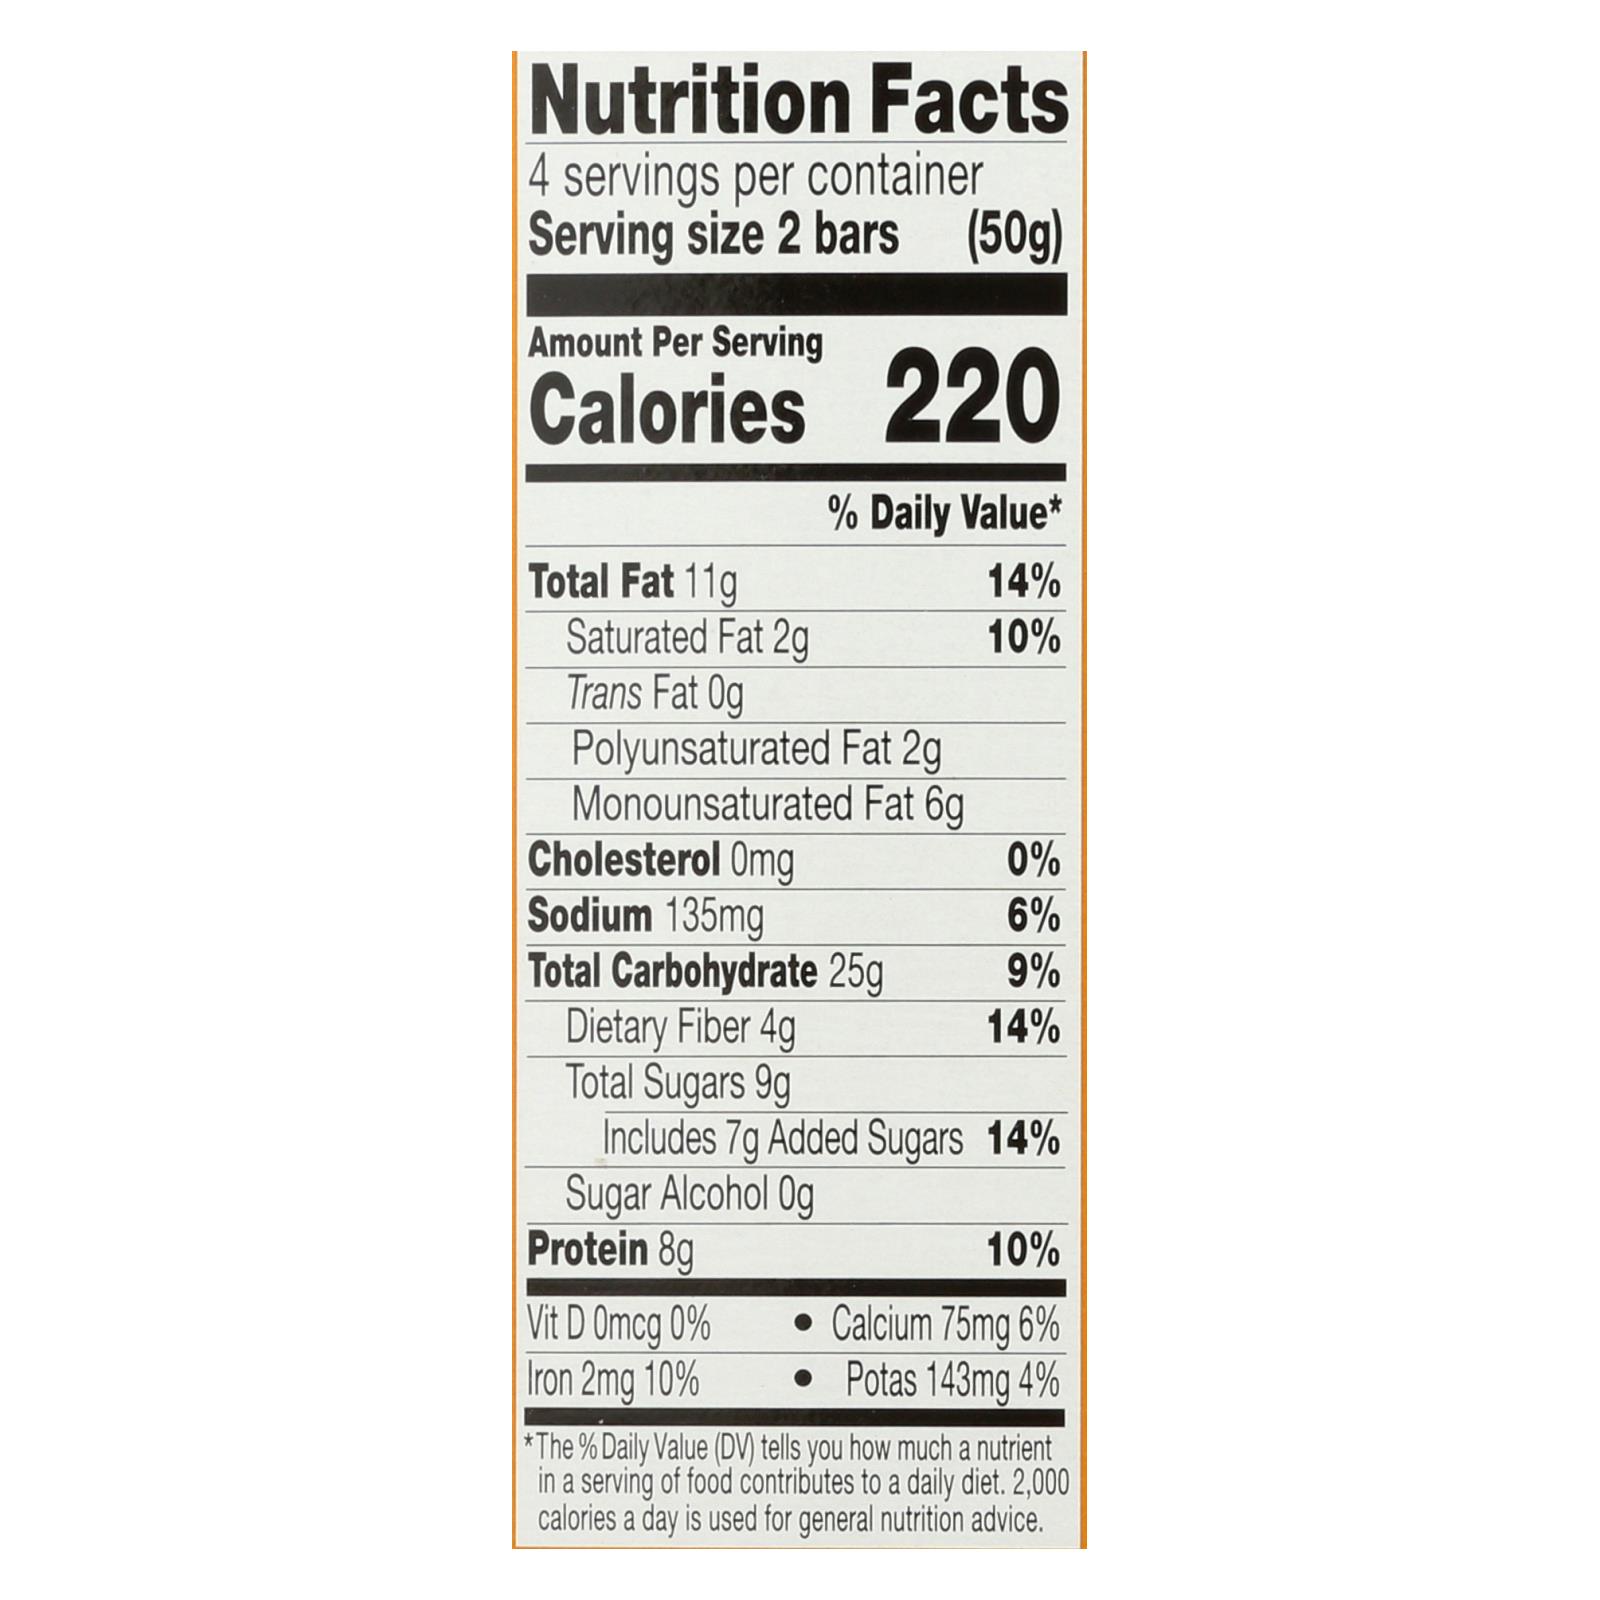 Nutrition Facts
4 servings per container
Serving size 2 bars (50g)
Amount Per Serving
Calories 220
% Daily Value*
Total Fat 11g 14%
Saturated Fat 2g 10%
Trans Fat 0g
Polyunsaturated Fat 2g
Monounsaturated Fat 6g
Cholesterol 0mg 0%
Sodium 135mg 6%
Total Carbohydrate 25g 9%
Dietary Fiber 4g 14%
Total Sugars 9g
Includes 7g Added Sugars 14%
Sugar Alcohol 0g
Protein 8g 10%
Vit D 0mcg 0% • Calcium 75mg 6%
Iron 2mg 10% • Potas 143mg 4%
*The % Daily Value (DV) tells you how much a nutrient
in a serving of food contributes to a daily diet. 2,000
calories a day is used for general nutrition advice.